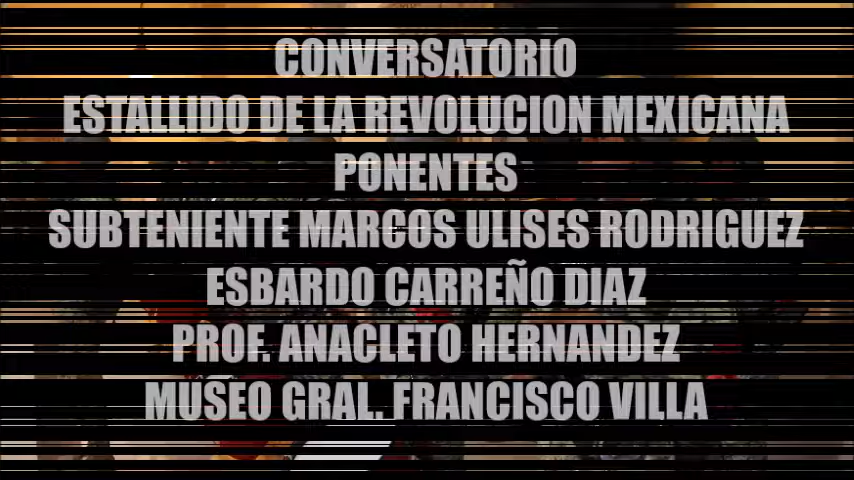 CONVERSATORIO
ESTALLIDO DE LA REVOLUCION MEXICANA
PONENTES
SUBTENIENTE MARCOS ULISES RODRIGUEZ
ESBARDO CARREÑO DIAZ
PROF. ANACLETO HERNANDEZ
MUSEO GRAL. FRANCISCO VILLA